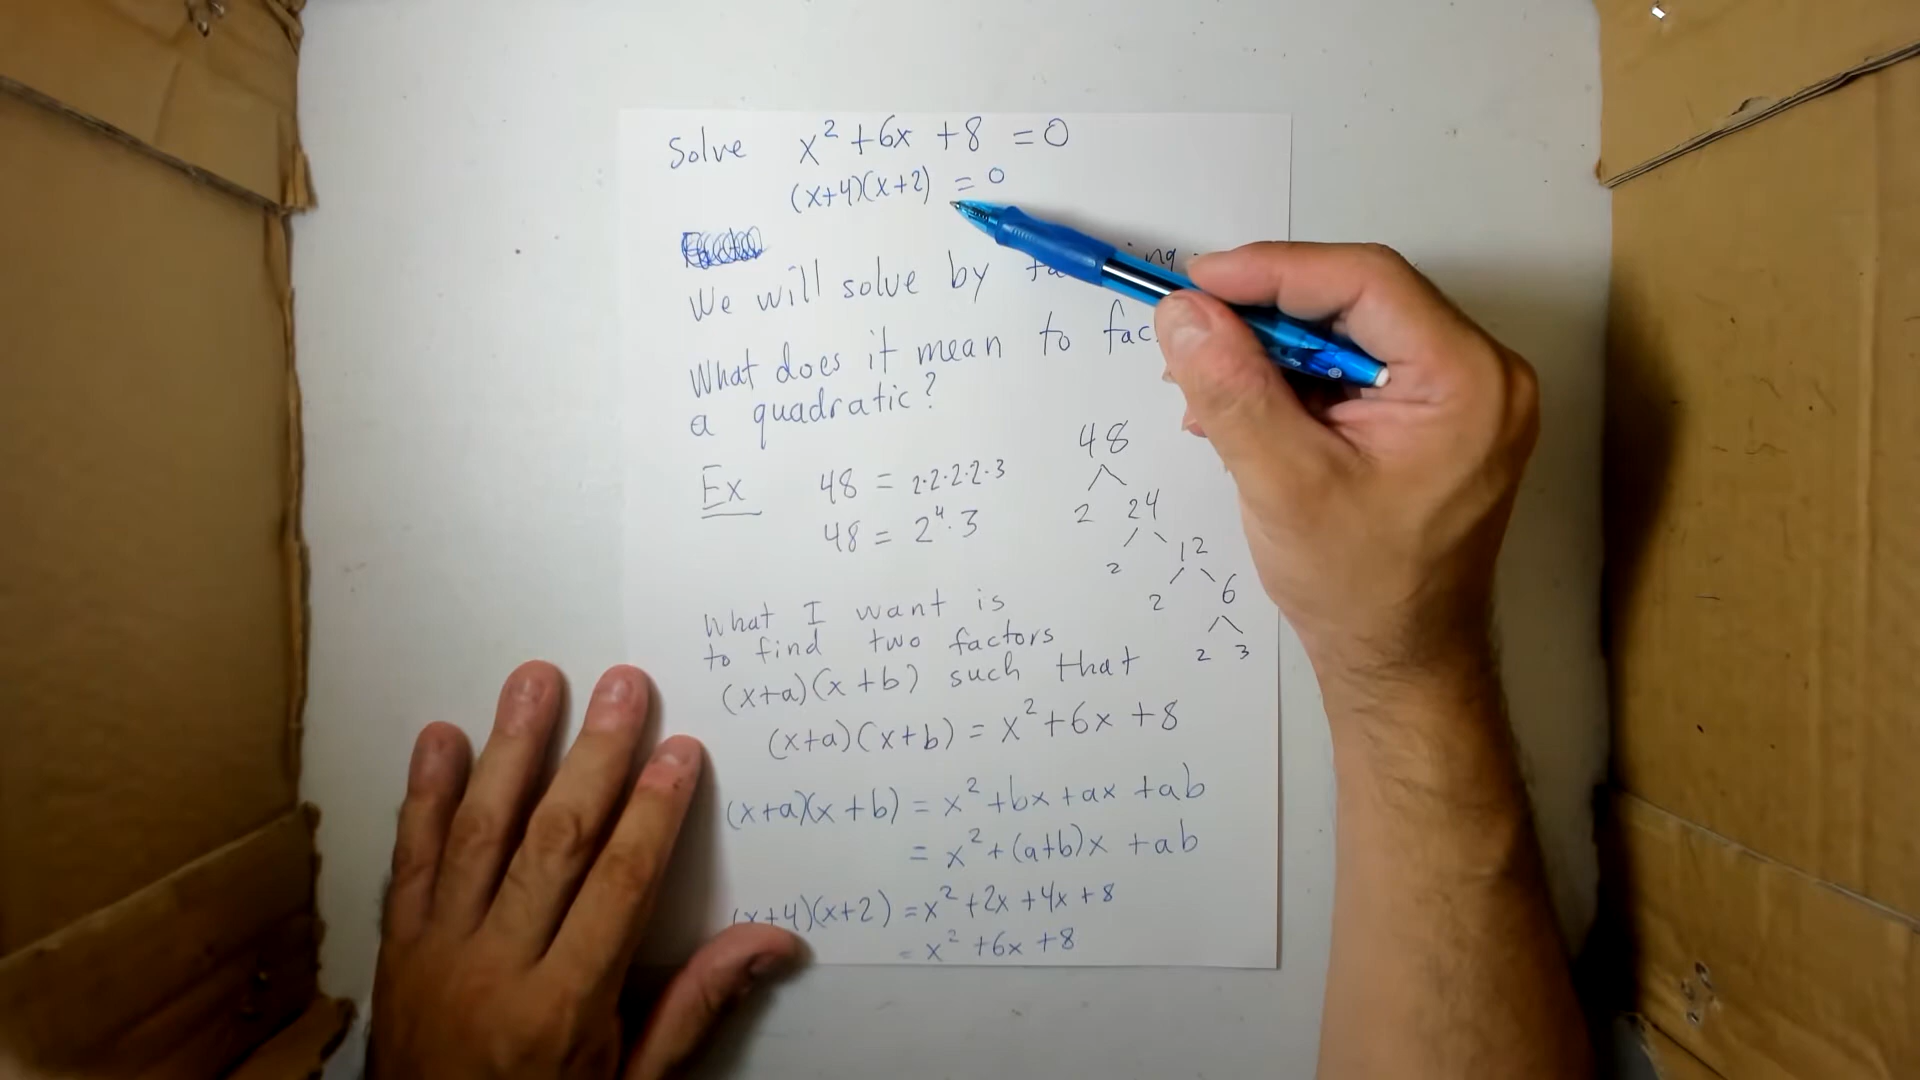 Solve x² + 6x + 8 = 0
(x+4)(x+2) = 0
We will solve by
What does it mean to
a quadratic?
Ex 48 = 2·2·2·2·3
48 = 2⁴·3
48
2 24
2 12
2 6
2 3
What I want is
to find two factors
(x+a)(x+b) such that
(x+a)(x+b) = x² + 6x + 8
(x+a)(x+b) = x² + bx + ax + ab
= x² + (a+b)x + ab
(x+4)(x+2) = x² + 2x + 4x + 8
= x² + 6x + 8